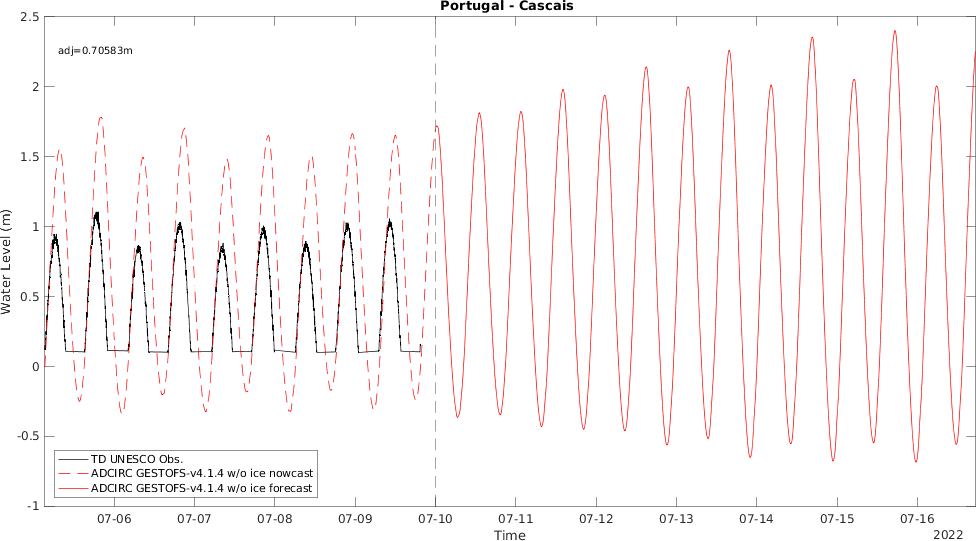 Portugal - Cascais
2.5
adj=0.70583m
2
1.5
1
0.5
0
-0.5
-1
Water Level (m)
TD UNESCO Obs.
ADCIRC GESTOFS-v4.1.4 w/o ice nowcast
ADCIRC GESTOFS-v4.1.4 w/o ice forecast
07-06 07-07 07-08 07-09 07-10 07-11 07-12 07-13 07-14 07-15 07-16
Time
2022